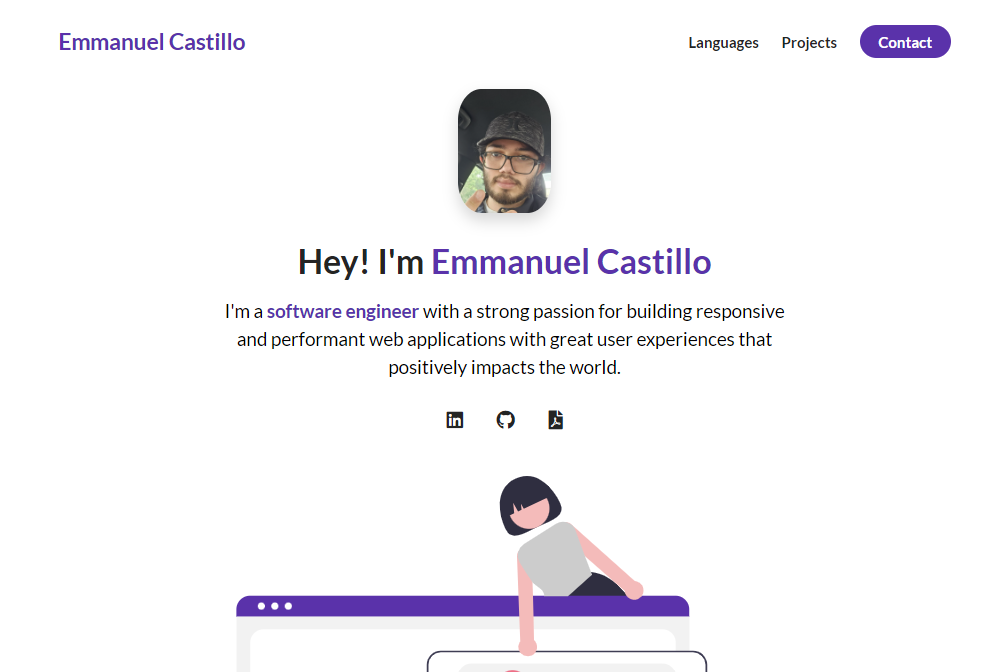 Emmanuel Castillo
Languages Projects Contact
Hey! I'm Emmanuel Castillo
I'm a software engineer with a strong passion for building responsive
and performant web applications with great user experiences that
positively impacts the world.
in